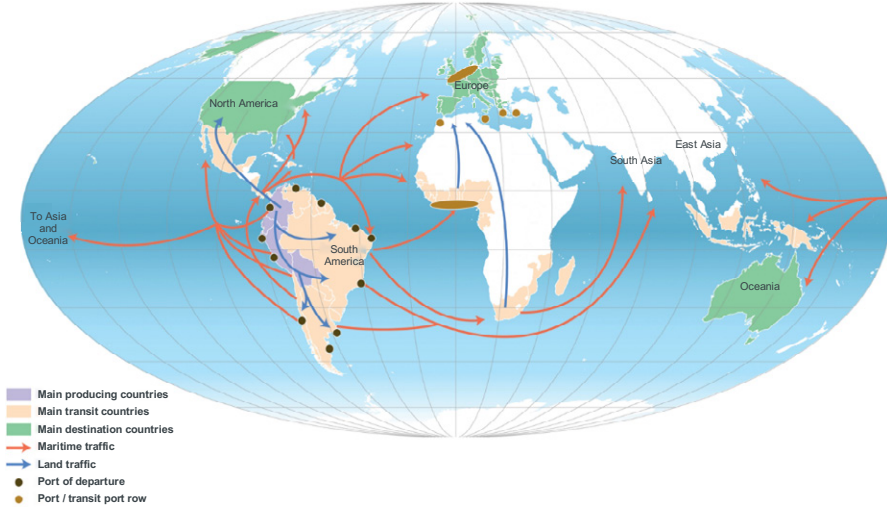 North America
Europe
East Asia
South Asia
To Asia
and
Oceania
South
America
Oceania
Main producing countries
Main transit countries
Main destination countries
Maritime traffic
Land traffic
Port of departure
Port / transit port row